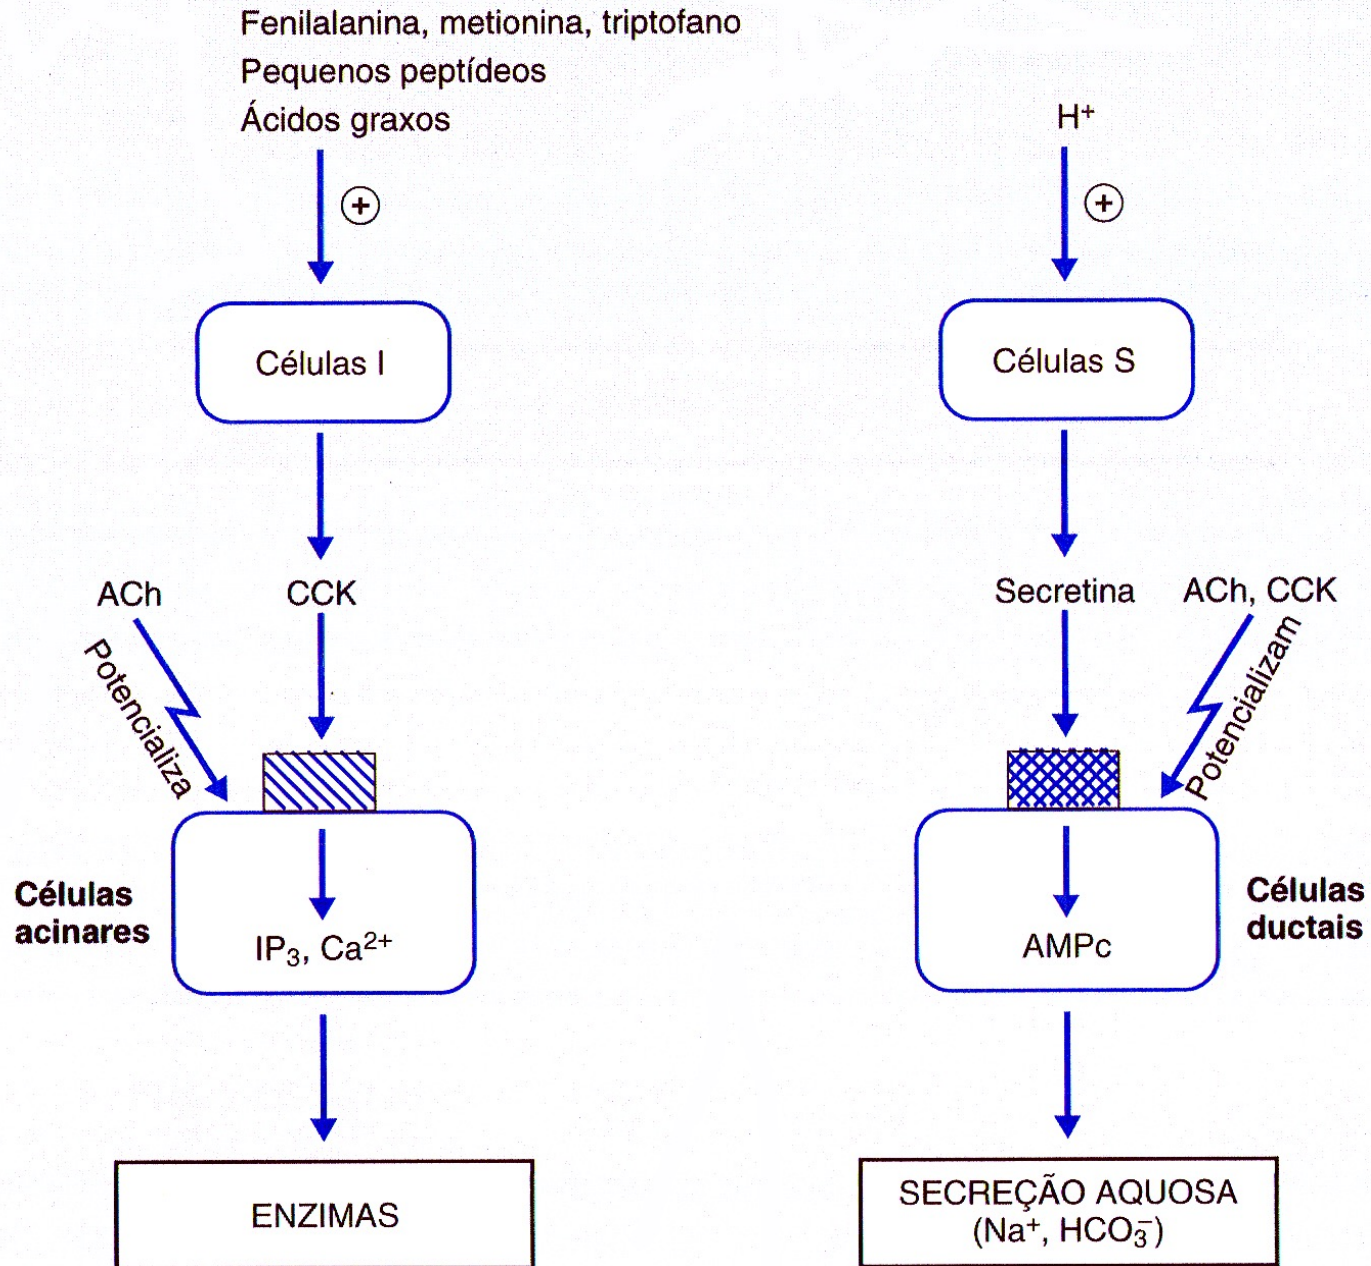 Fenilalanina, metionina, triptofano
Pequenos peptídeos
Ácidos graxos
+
Células I
CCK
ACh
Potencializa
Células
acinares
IP₃, Ca²⁺
ENZIMAS
H⁺
+
Células S
Secretina
ACh, CCK
Potencializam
Células
ductais
AMPc
SECREÇÃO AQUOSA
(Na⁺, HCO₃⁻)